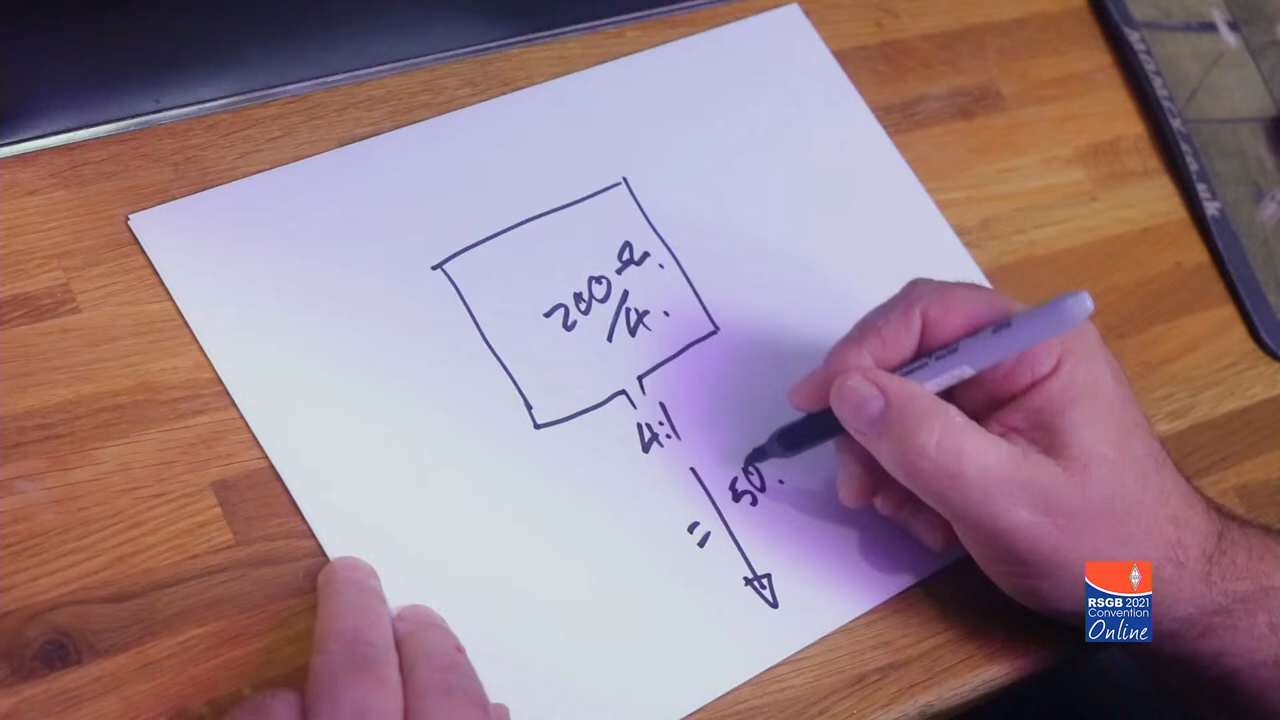 200Ω.
/4.
4:1
= 50.
RSGB 2021
Convention
Online